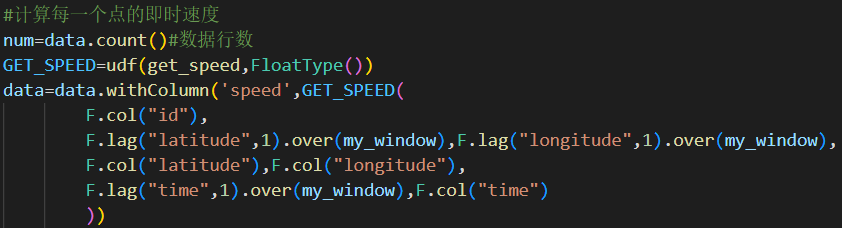 #计算每一个点的即时速度
num=data.count()#数据行数
GET_SPEED=udf(get_speed,FloatType())
data=data.withColumn('speed',GET_SPEED(
F.col("id"),
F.lag("latitude",1).over(my_window),F.lag("longitude",1).over(my_window),
F.col("latitude"),F.col("longitude"),
F.lag("time",1).over(my_window),F.col("time")
))